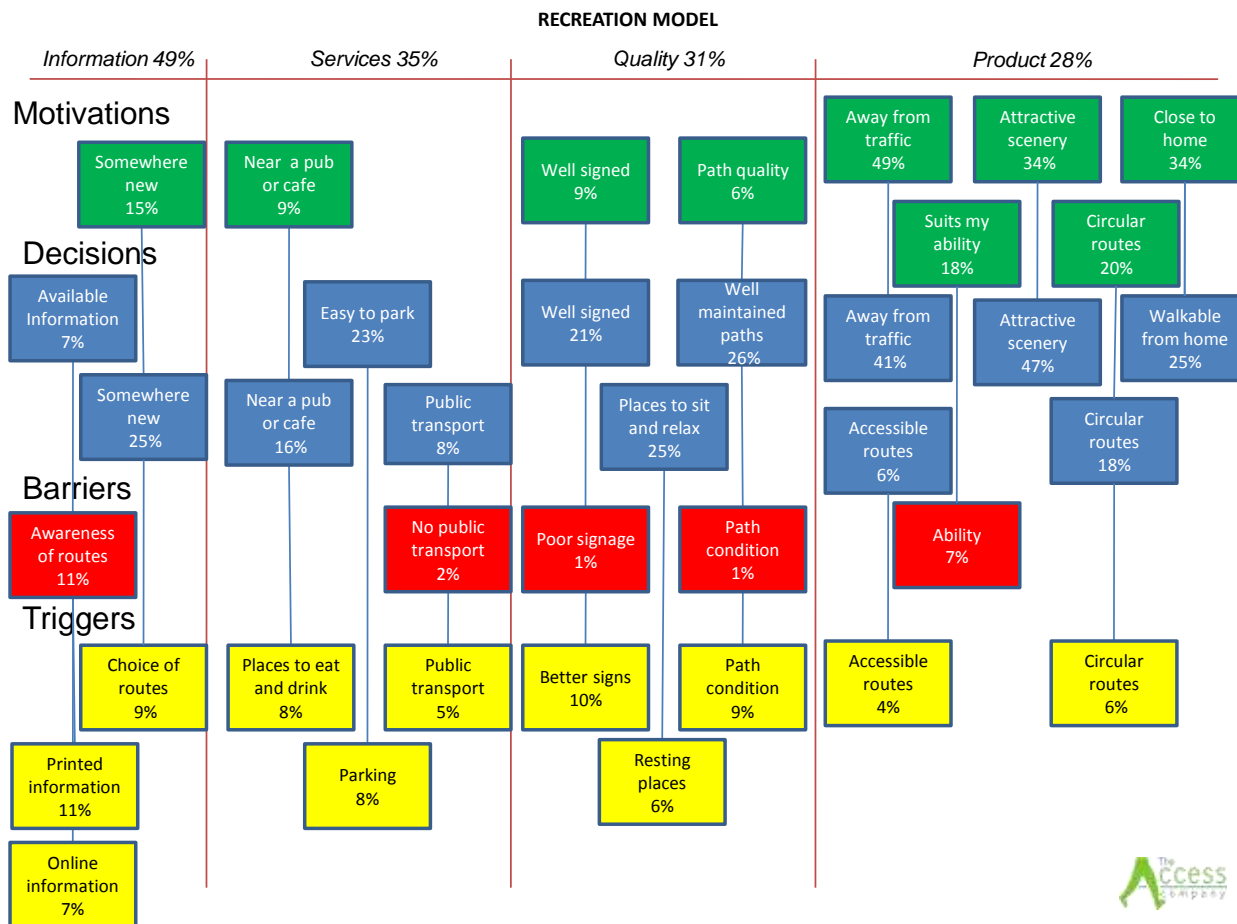 RECREATION MODEL
Information 49%
Services 35%
Quality 31%
Product 28%
Motivations
Somewhere
new
15%
Near a pub
or cafe
9%
Well signed
9%
Path quality
6%
Away from
traffic
49%
Attractive
scenery
34%
Close to
home
34%
Suits my
ability
18%
Circular
routes
20%
Decisions
Available
Information
7%
Easy to park
23%
Well signed
21%
Well
maintained
paths
26%
Away from
traffic
41%
Attractive
scenery
47%
Walkable
from home
25%
Somewhere
new
25%
Near a pub
or cafe
16%
Public
transport
8%
Places to sit
and relax
25%
Accessible
routes
6%
Circular
routes
18%
Barriers
Awareness
of routes
11%
No public
transport
2%
Poor signage
1%
Path
condition
1%
Ability
7%
Triggers
Choice of
routes
9%
Places to eat
and drink
8%
Public
transport
5%
Better signs
10%
Path
condition
9%
Accessible
routes
4%
Circular
routes
6%
Printed
information
11%
Parking
8%
Resting
places
6%
Online
information
7%
The
Access
Company